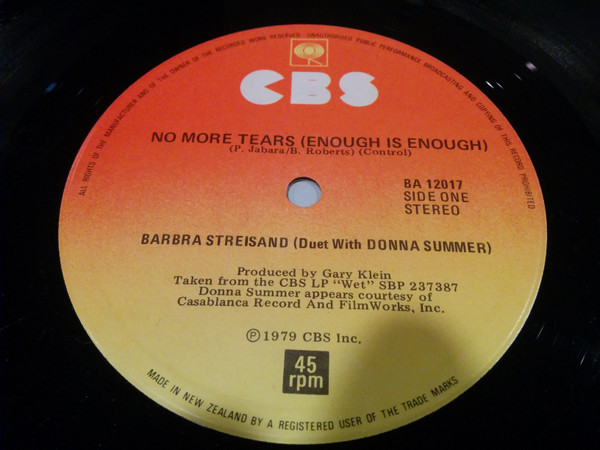 ALL RIGHTS OF THE MANUFACTURER AND OF THE OWNER OF THE RECORDED WORK RESERVED. UNAUTHORISED PUBLIC PERFORMANCE BROADCASTING AND COPYING OF THIS RECORD PROHIBITED
CBS
NO MORE TEARS (ENOUGH IS ENOUGH)
(P. Jabara/B. Roberts) (Control)
BA 12017
SIDE ONE
STEREO
BARBRA STREISAND (Duet With DONNA SUMMER)
Produced by Gary Klein
Taken from the CBS LP "Wet" SBP 237387
Donna Summer appears courtesy of
Casablanca Record And FilmWorks, Inc.
Ⓟ 1979 CBS Inc.
45
rpm
MADE IN NEW ZEALAND BY A REGISTERED USER OF THE TRADE MARKS